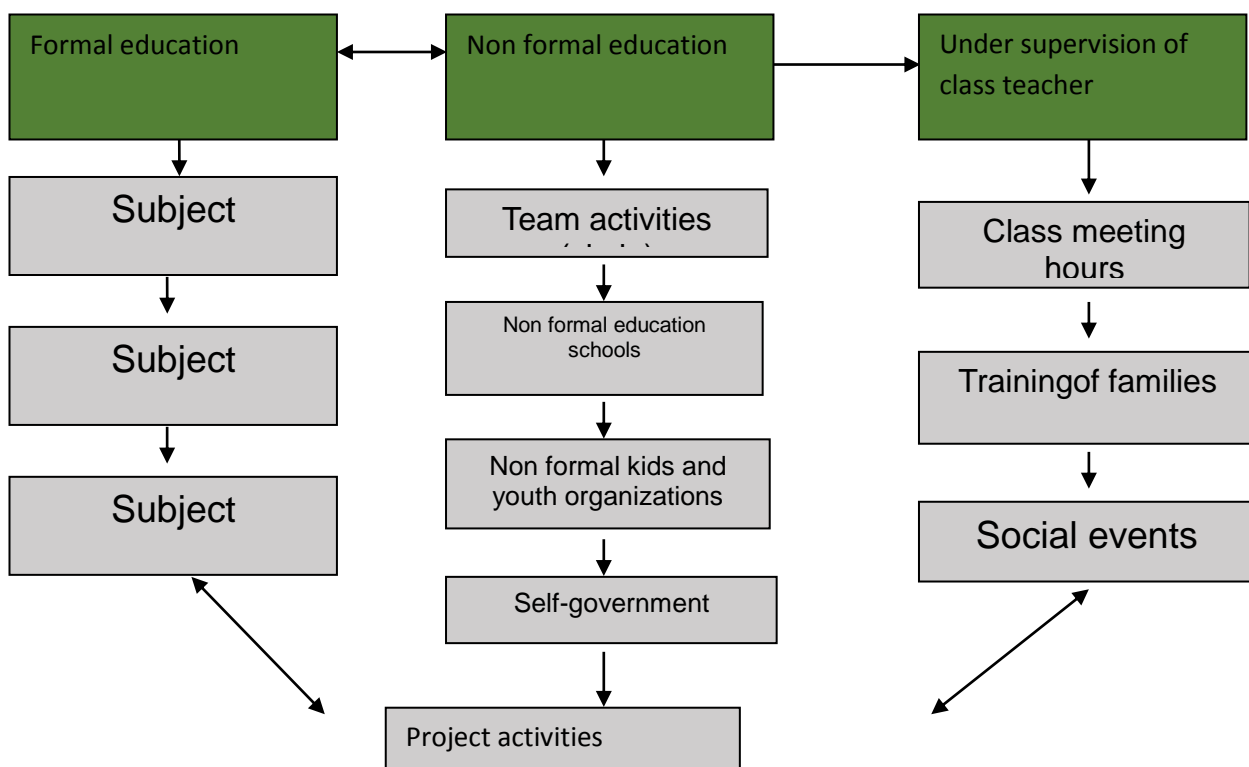 Formal education
Subject
Subject
Subject
Non formal education
Team activities
Non formal education
schools
Non formal kids and
youth organizations
Self-government
Project activities
Under supervision of
class teacher
Class meeting
hours
Trainingof families
Social events